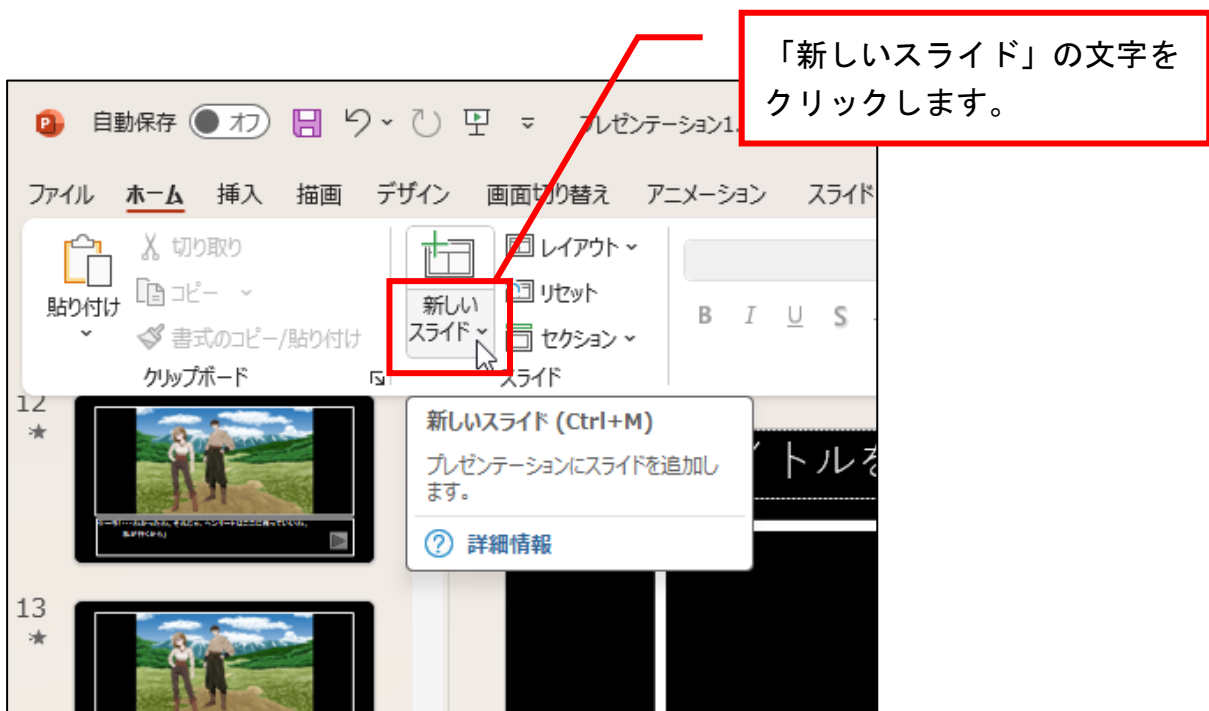 「新しいスライド」の文字を
クリックします。
自動保存 オフ プレゼンテーション1.
ファイル ホーム 挿入 描画 デザイン 画面切り替え アニメーション スライド
貼り付け
切り取り
コピー
書式のコピー/貼り付け
クリップボード
新しい
スライド
レイアウト
リセット
セクション
スライド
B I U S
12
13
新しいスライド (Ctrl+M)
プレゼンテーションにスライドを追加し
ます。
詳細情報
トルを